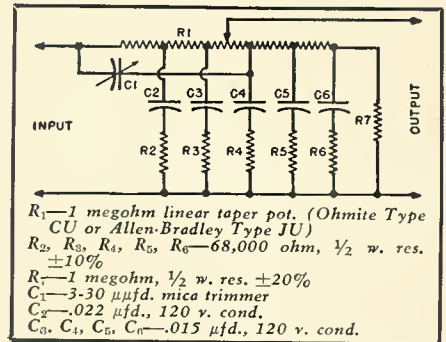 R1
C1
C2 C3 C4 C5 C6
R7
INPUT
OUTPUT
R2 R3 R4 R5 R6
R₁—1 megohm linear taper pot. (Ohmite Type
CU or Allen-Bradley Type JU)
R₂, R₃, R₄, R₅, R₆—68,000 ohm, ½ w. res.
±10%
R₇—1 megohm, ½ w. res. ±20%
C₁—3-30 μμfd. mica trimmer
C₂—.022 μfd., 120 v. cond.
C₃. C₄, C₅, C₆—.015 μfd., 120 v. cond.